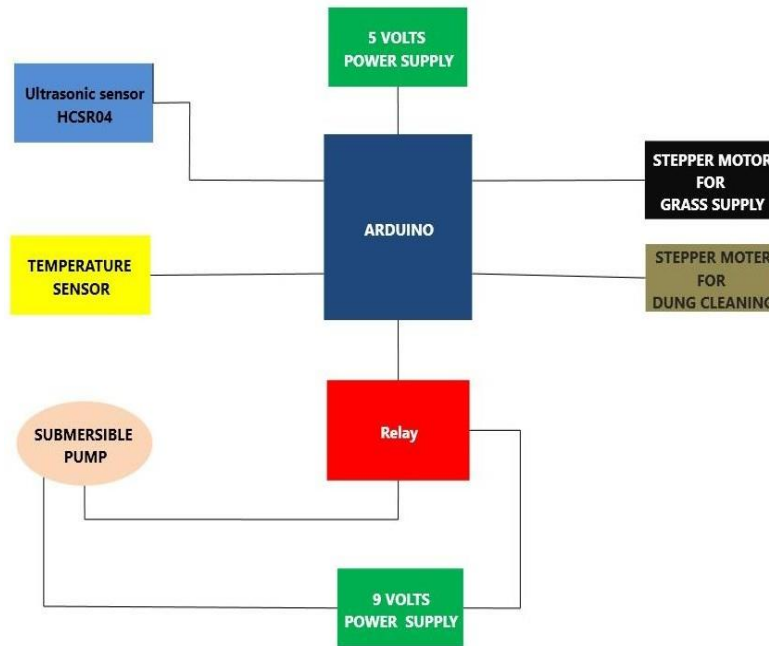 5 VOLTS
POWER SUPPLY
Ultrasonic sensor
HCSR04
STEPPER MOTOR
FOR
GRASS SUPPLY
ARDUINO
TEMPERATURE
SENSOR
STEPPER MOTER
FOR
DUNG CLEANING
SUBMERSIBLE
PUMP
Relay
9 VOLTS
POWER SUPPLY